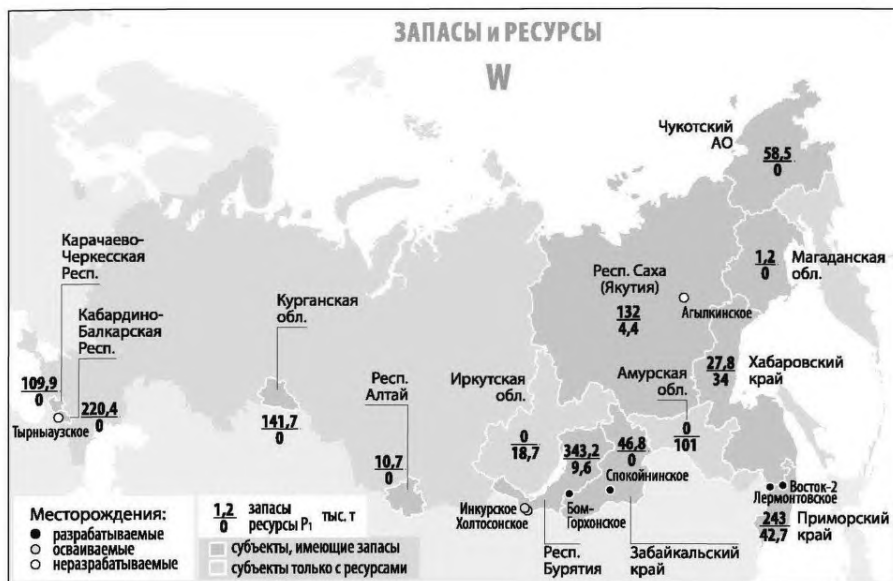 ЗАПАСЫ и РЕСУРСЫ
W
Чукотский
АО
58,5
0
Карачаево-
Черкесская
Респ.
Кабардино-
Балкарская
Респ.
Курганская
обл.
Респ. Саха
(Якутия)
132
4,4
Агылкинское
1,2
0
Магаданская
обл.
109,9
0
Тырныаузское
220,4
0
141,7
0
Респ.
Алтай
10,7
0
Иркутская
обл.
0
18,7
Амурская
обл.
0
101
27,8
34
Хабаровский
край
343,2
9,6
46,8
0
Спокойнинское
Инкурское
Холтосонское
Бом-
Горхонское
Восток-2
Лермонтовское
243
42,7
Приморский
край
Респ.
Бурятия
Забайкальский
край
Месторождения:
разрабатываемые
осваиваемые
неразрабатываемые
1,2 запасы
0 ресурсы Р₁
тыс. т
субъекты, имеющие запасы
субъекты только с ресурсами